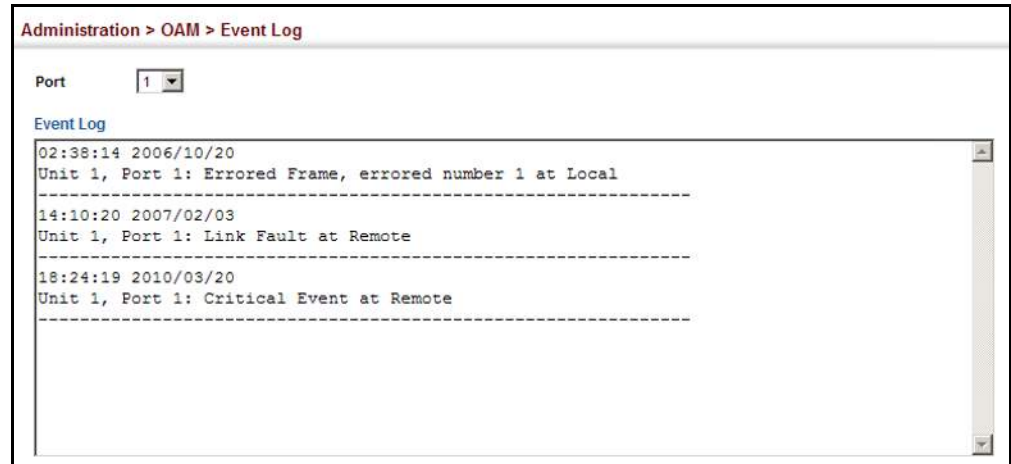 Administration > OAM > Event Log
Port 1
Event Log
02:38:14 2006/10/20
Unit 1, Port 1: Errored Frame, errored number 1 at Local
---------------------------------------------------------------
14:10:20 2007/02/03
Unit 1, Port 1: Link Fault at Remote
---------------------------------------------------------------
18:24:19 2010/03/20
Unit 1, Port 1: Critical Event at Remote
---------------------------------------------------------------